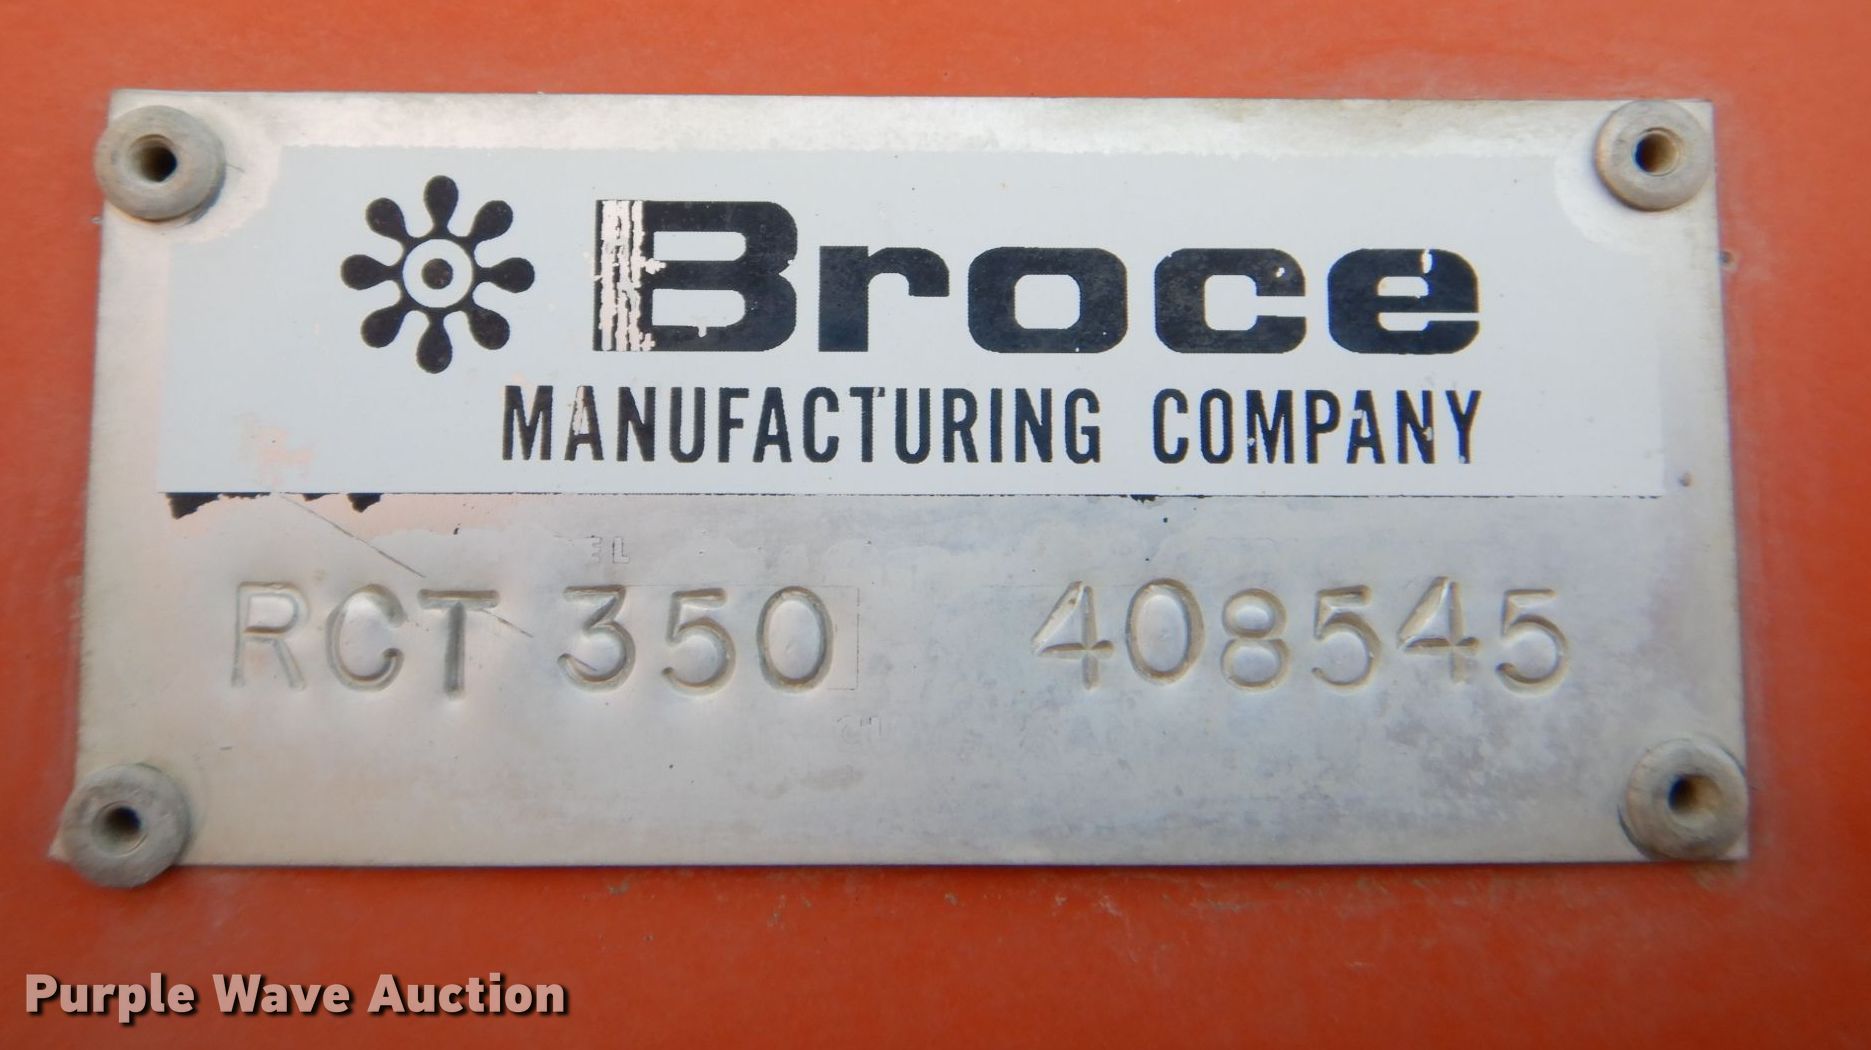 Broce
MANUFACTURING COMPANY
RCT 350 408545
Purple Wave Auction